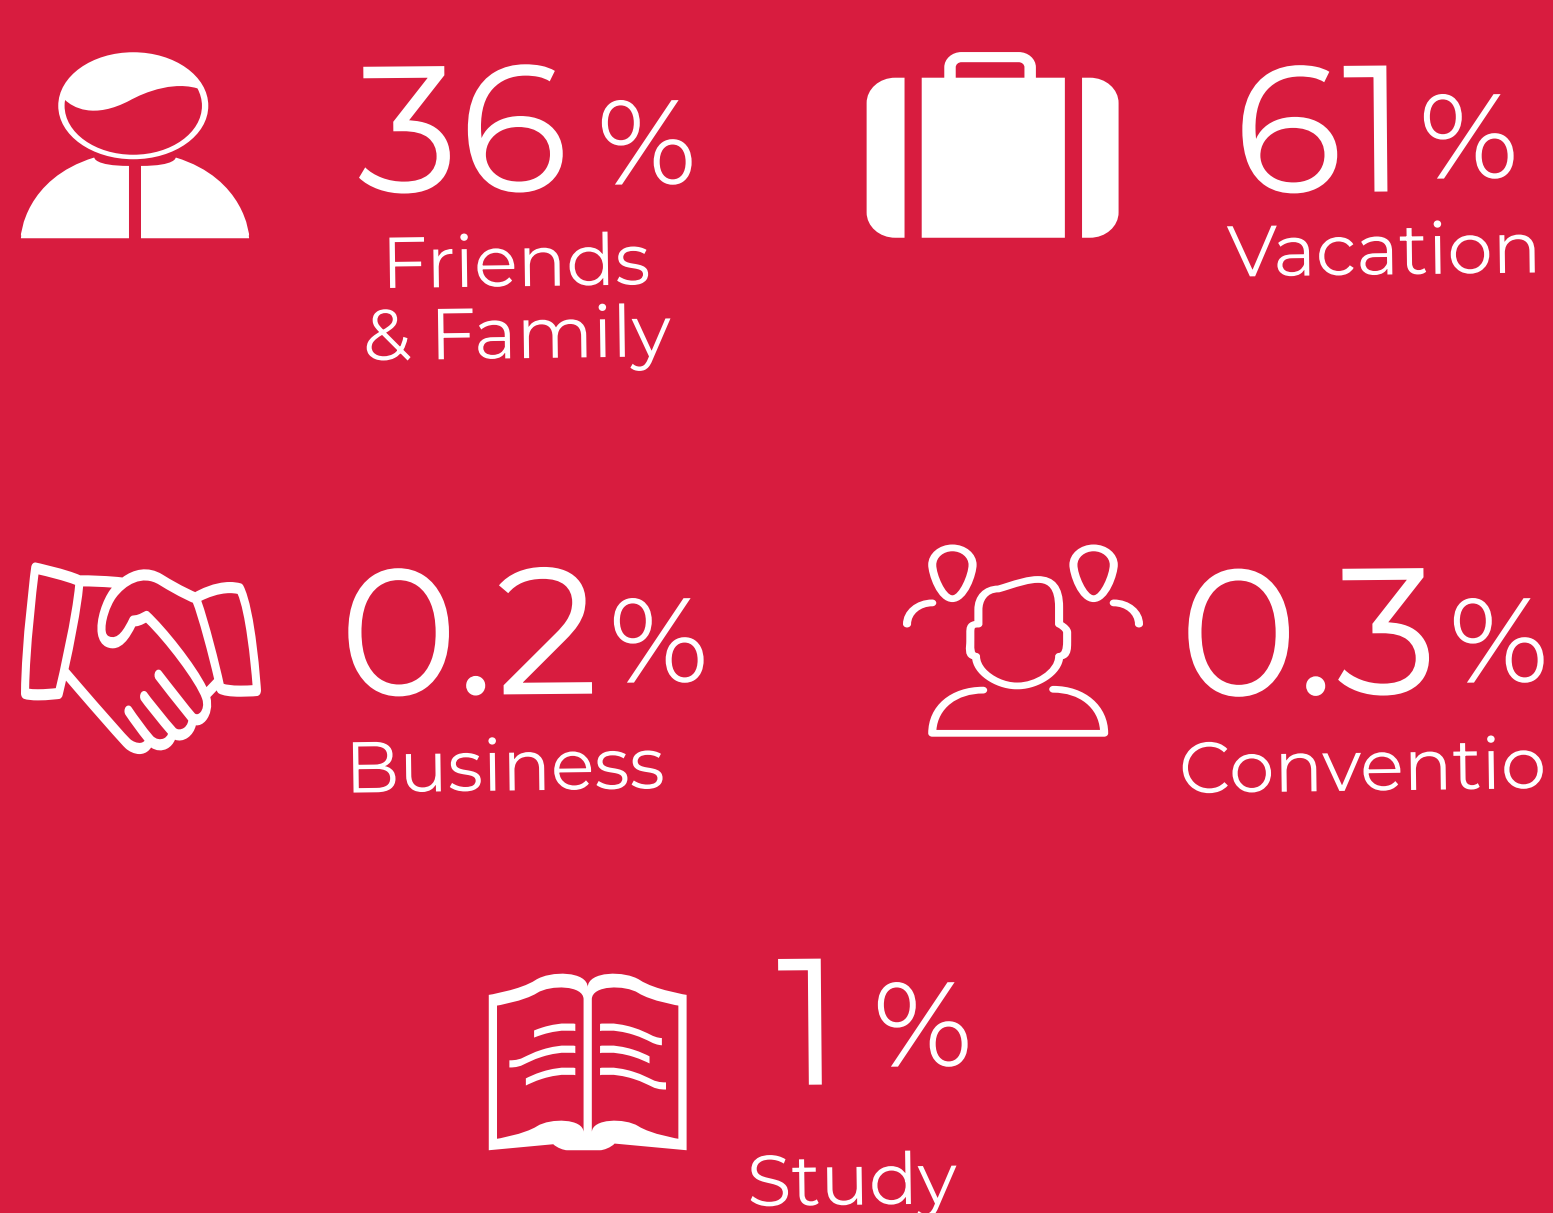 36 %
Friends
& Family
61 %
Vacation
0.2 %
Business
0.3 %
Conventio
1 %
Study